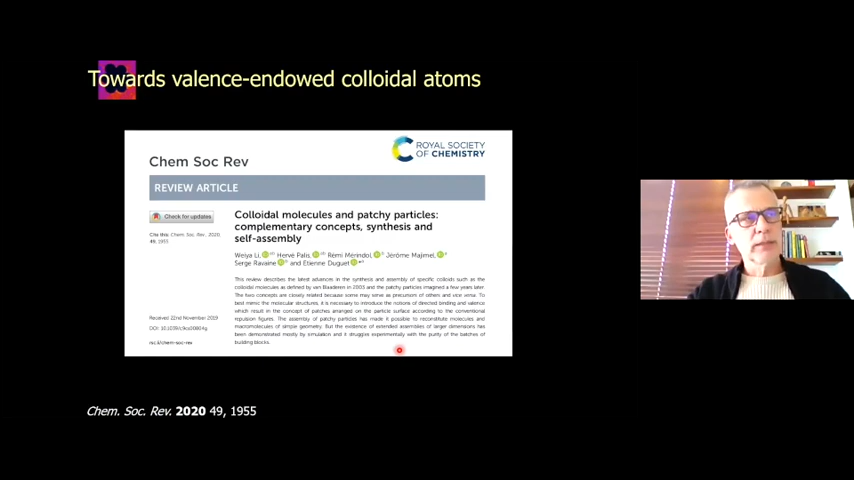 Towards valence-endowed colloidal atoms
Chem Soc Rev
ROYAL SOCIETY
OF CHEMISTRY
REVIEW ARTICLE
Check for updates
Cite this: Chem. Soc. Rev., 2020,
49, 1955
Colloidal molecules and patchy particles:
complementary concepts, synthesis and
self-assembly
Weiya Li, Hervé Palis, Rémi Mérindol, Jérôme Majimel,
Serge Ravaine and Etienne Duguet
This review describes the latest advances in the synthesis and assembly of specific colloids such as the
colloidal molecules as defined by van Blaaderen in 2003 and the patchy particles imagined a few years later.
The two concepts are closely related because some may serve as precursors of others and vice versa. To
best mimic the molecular structures, it is necessary to introduce the notions of directed binding and valence
which result in the concept of patches arranged on the particle surface according to the conventional
repulsion figures. The assembly of patchy particles has made it possible to reconstitute molecules and
macromolecules of simple geometry. But the existence of extended assemblies of larger dimensions has
been demonstrated mostly by simulation and it struggles experimentally with the purity of the batches of
building blocks.
Received 22nd November 2019
rsc.li/chem-soc-rev
Chem. Soc. Rev. 2020 49, 1955